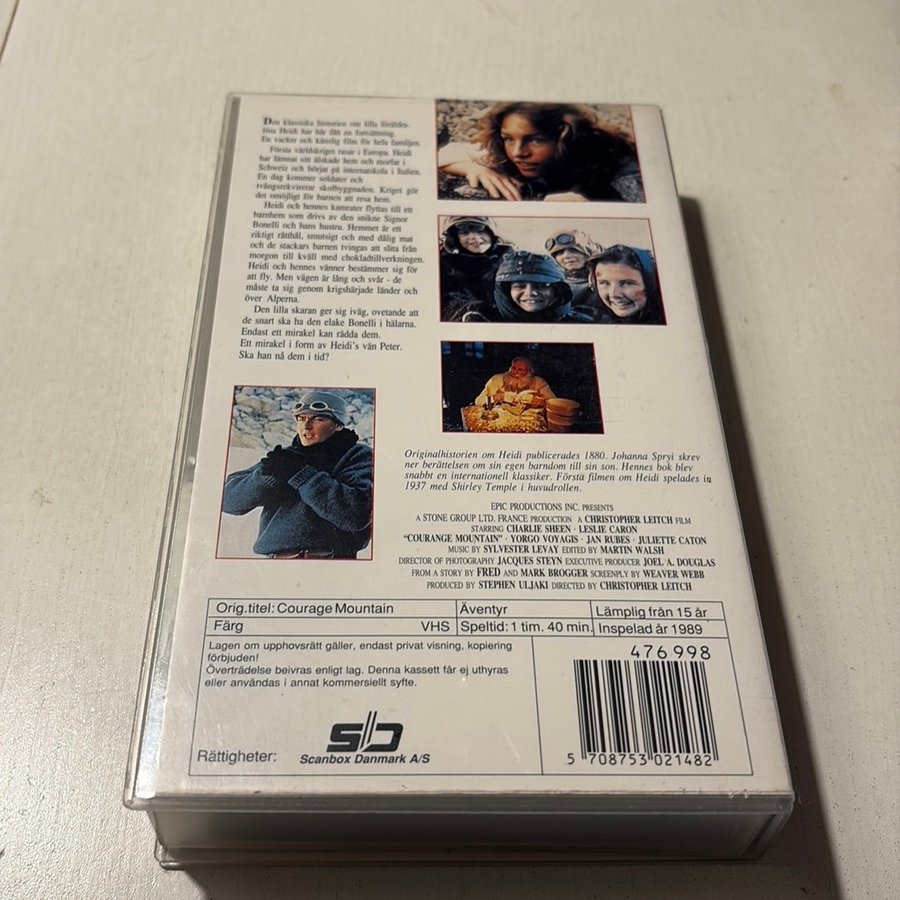 Den klassiska historien om lilla föräldra-
lösa Heidi har här fått en fortsättning.
En vacker och känslig film för hela familjen.
Första världskriget rasar i Europa. Heidi
har lämnat sitt älskade hem och morfar i
Schweiz och börjat på internatskola i Italien.
En dag kommer soldater och
tvångsrekvirerar skolbyggnaden. Kriget gör
det omöjligt för barnen att resa hem.
Heidi och hennes kamrater flyttas till ett
barnhem som drivs av den snikne Signor
Bonelli och hans hustru. Hemmet är ett
riktigt råtthål, smutsigt och med dålig mat
och de stackars barnen tvingas att slita från
morgon till kväll med chokladtillverkningen.
Heidi och hennes vänner bestämmer sig för
att fly. Men vägen är lång och svår - de
måste ta sig genom krigshärjade länder och
över Alperna.
Den lilla skaran ger sig iväg, ovetande att
de snart ska ha den elake Bonelli i hälarna.
Endast ett mirakel kan rädda dem.
Ett mirakel i form av Heidi's vän Peter.
Ska han nå dem i tid?
Originalhistorien om Heidi publicerades 1880. Johanna Spryi skrev
ner berättelsen om sin egen barndom till sin son. Hennes bok blev
snabbt en internationell klassiker. Första filmen om Heidi spelades in
1937 med Shirley Temple i huvudrollen.
EPIC PRODUCTIONS INC. PRESENTS
A STONE GROUP LTD. FRANCE PRODUCTION A CHRISTOPHER LEITCH FILM
STARRING CHARLIE SHEEN · LESLIE CARON
"COURANGE MOUNTAIN" · YORGO VOYAGIS · JAN RUBES · JULIETTE CATON
MUSIC BY SYLVESTER LEVAY EDITED BY MARTIN WALSH
DIRECTOR OF PHOTOGRAPHY JACQUES STEYN EXECUTIVE PRODUCER JOEL A. DOUGLAS
FROM A STORY BY FRED AND MARK BROGGER SCREENPLY BY WEAVER WEBB
PRODUCED BY STEPHEN ULJAKI DIRECTED BY CHRISTOPHER LEITCH
Orig.titel: Courage Mountain Äventyr Lämplig från 15 år
Färg VHS Speltid: 1 tim. 40 min. Inspelad år 1989
Lagen om upphovsrätt gäller, endast privat visning, kopiering
förbjuden!
Överträdelse beivras enligt lag. Denna kassett får ej uthyras
eller användas i annat kommersiellt syfte.
476998
Rättigheter:
Scanbox Danmark A/S
5 708753 021482